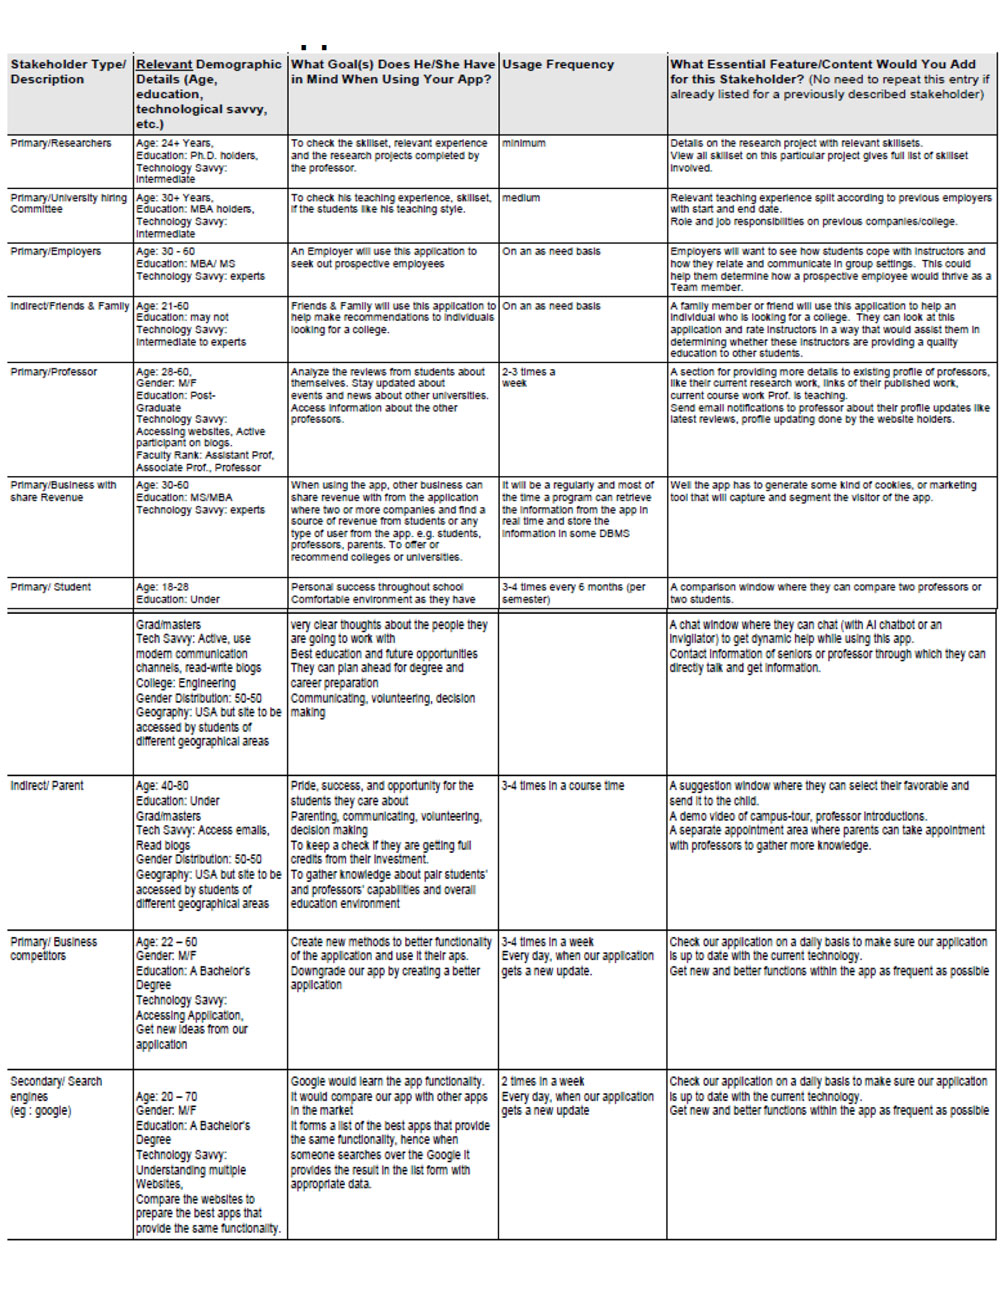 Stakeholder Type/
Description
Relevant Demographic
Details (Age,
education,
technological savvy,
etc.)
What Goal(s) Does He/She Have
in Mind When Using Your App?
Usage Frequency
What Essential Feature/Content Would You Add
for this Stakeholder? (No need to repeat this entry if
already listed for a previously described stakeholder)
Primary/Researchers
Age: 24+ Years,
Education: Ph.D. holders,
Technology Savvy:
Intermediate
To check the skillset, relevant experience
and the research projects completed by
the professor.
minimum
Details on the research project with relevant skillsets.
View all skillset on this particular project gives full list of skillset
involved.
Primary/University hiring
Committee
Age: 30+ Years,
Education: MBA holders,
Technology Savvy:
Intermediate
To check his teaching experience, skillset,
if the students like his teaching style.
medium
Relevant teaching experience split according to previous employers
with start and end date.
Role and job responsibilities on previous companies/college.
Primary/Employers
Age: 30 - 60
Education: MBA/ MS
Technology Savvy: experts
An Employer will use this application to
seek out prospective employees
On an as need basis
Employers will want to see how students cope with instructors and
how they relate and communicate in group settings. This could
help them determine how a prospective employee would thrive as a
Team member.
Indirect/Friends & Family
Age: 21-60
Education: may not
Technology Savvy:
Intermediate to experts
Friends & Family will use this application to
help make recommendations to individuals
looking for a college.
On an as need basis
A family member or friend will use this application to help an
individual who is looking for a college. They can look at this
application and rate instructors in a way that would assist them in
determining whether these instructors are providing a quality
education to other students.
Primary/Professor
Age: 28-60,
Gender: M/F
Education: Post-
Graduate
Technology Savvy:
Accessing websites, Active
participant on blogs.
Faculty Rank: Assistant Prof,
Associate Prof., Professor
Analyze the reviews from students about
themselves. Stay updated about
events and news about other universities.
Access information about the other
professors.
2-3 times a
week
A section for providing more details to existing profile of professors,
like their current research work, links of their published work,
current course work Prof. is teaching.
Send email notifications to professor about their profile updates like
latest reviews, profile updating done by the website holders.
Primary/Business with
share Revenue
Age: 30-60
Education: MS/MBA
Technology Savvy: experts
When using the app, other business can
share revenue with from the application
where two or more companies and find a
source of revenue from students or any
type of user from the app. e.g. students,
professors, parents. To offer or
recommend colleges or universities.
It will be a regularly and most of
the time a program can retrieve
the information from the app in
real time and store the
information in some DBMS
Well the app has to generate some kind of cookies, or marketing
tool that will capture and segment the visitor of the app.
Primary/ Student
Age: 18-28
Education: Under
Personal success throughout school
Comfortable environment as they have
3-4 times every 6 months (per
semester)
A comparison window where they can compare two professors or
two students.
Grad/masters
Tech Savvy: Active, use
modern communication
channels, read-write blogs
College: Engineering
Gender Distribution: 50-50
Geography: USA but site to be
accessed by students of
different geographical areas
very clear thoughts about the people they
are going to work with
Best education and future opportunities
They can plan ahead for degree and
career preparation
Communicating, volunteering, decision
making
A chat window where they can chat (with AI chatbot or an
invigilator) to get dynamic help while using this app.
Contact information of seniors or professor through which they can
directly talk and get information.
Indirect/ Parent
Age: 40-80
Education: Under
Grad/masters
Tech Savvy: Access emails,
Read blogs
Gender Distribution: 50-50
Geography: USA but site to be
accessed by students of
different geographical areas
Pride, success, and opportunity for the
students they care about
Parenting, communicating, volunteering,
decision making
To keep a check if they are getting full
credits from their investment.
To gather knowledge about pair students'
and professors' capabilities and overall
education environment
3-4 times in a course time
A suggestion window where they can select their favorable and
send it to the child.
A demo video of campus-tour, professor introductions.
A separate appointment area where parents can take appointment
with professors to gather more knowledge.
Primary/ Business
competitors
Age: 22 – 60
Gender: M/F
Education: A Bachelor's
Degree
Technology Savvy:
Accessing Application,
Get new ideas from our
application
Create new methods to better functionality
of the application and use it their aps.
Downgrade our app by creating a better
application
3-4 times in a week
Every day, when our application
gets a new update.
Check our application on a daily basis to make sure our application
is up to date with the current technology.
Get new and better functions within the app as frequent as possible
Secondary/ Search
engines
(eg : google)
Age: 20 – 70
Gender: M/F
Education: A Bachelor's
Degree
Technology Savvy:
Understanding multiple
Websites,
Compare the websites to
prepare the best apps that
provide the same functionality.
Google would learn the app functionality.
It would compare our app with other apps
in the market
It forms a list of the best apps that provide
the same functionality, hence when
someone searches over the Google it
provides the result in the list form with
appropriate data.
2 times in a week
Every day, when our application
gets a new update
Check our application on a daily basis to make sure our application
is up to date with the current technology.
Get new and better functions within the app as frequent as possible